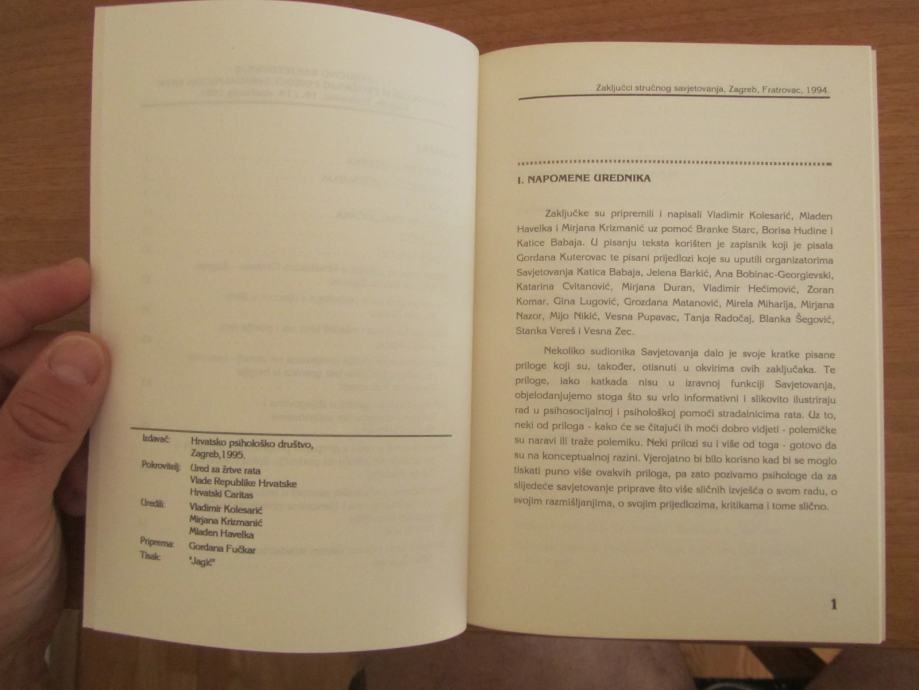 Izdavač: Hrvatsko psihološko društvo,
Zagreb, 1995.
Pokrovitelj: Ured za žrtve rata
Vlade Republike Hrvatske
Hrvatski Caritas
Uredili: Vladimir Kolesarić
Mirjana Krizmanić
Mladen Havelka
Priprema: Gordana Fučkar
Tisak: "Jagić"
Zaključci stručnog savjetovanja, Zagreb, Fratrovac, 1994.
I. NAPOMENE UREDNIKA
Zaključke su pripremili i napisali Vladimir Kolesarić, Mladen
Havelka i Mirjana Krizmanić uz pomoć Branke Starc, Borisa Hudine i
Katice Babaja. U pisanju teksta korišten je zapisnik koji je pisala
Gordana Kuterovac te pisani prijedlozi koje su uputili organizatorima
Savjetovanja Katica Babaja, Jelena Barkić, Ana Bobinac-Georgievski,
Katarina Cvitanović, Mirjana Duran, Vladimir Hećimović, Zoran
Komar, Gina Lugović, Grozdana Matanović, Mirela Miharija, Mirjana
Nazor, Mijo Nikić, Vesna Pupavac, Tanja Radočaj, Blanka Šegović,
Stanka Vereš i Vesna Zec.
Nekoliko sudionika Savjetovanja dalo je svoje kratke pisane
priloge koji su, također, otisnuti u okvirima ovih zaključaka. Te
priloge, iako katkada nisu u izravnoj funkciji Savjetovanja,
objelodanjujemo stoga što su vrlo informativni i slikovito ilustriraju
rad u psihosocijalnoj i psihološkoj pomoći stradalnicima rata. Uz to,
neki od priloga - kako će se čitajući ih moći dobro vidjeti - polemičke
su naravi ili traže polemiku. Neki prilozi su i više od toga - gotovo da
su na konceptualnoj razini. Vjerojatno bi bilo korisno kad bi se moglo
tiskati puno više ovakvih priloga, pa zato pozivamo psihologe da za
slijedeće savjetovanje priprave što više sličnih izvješća o svom radu, o
svojim razmišljanjima, o svojim prijedlozima, kritikama i tome slično.
1